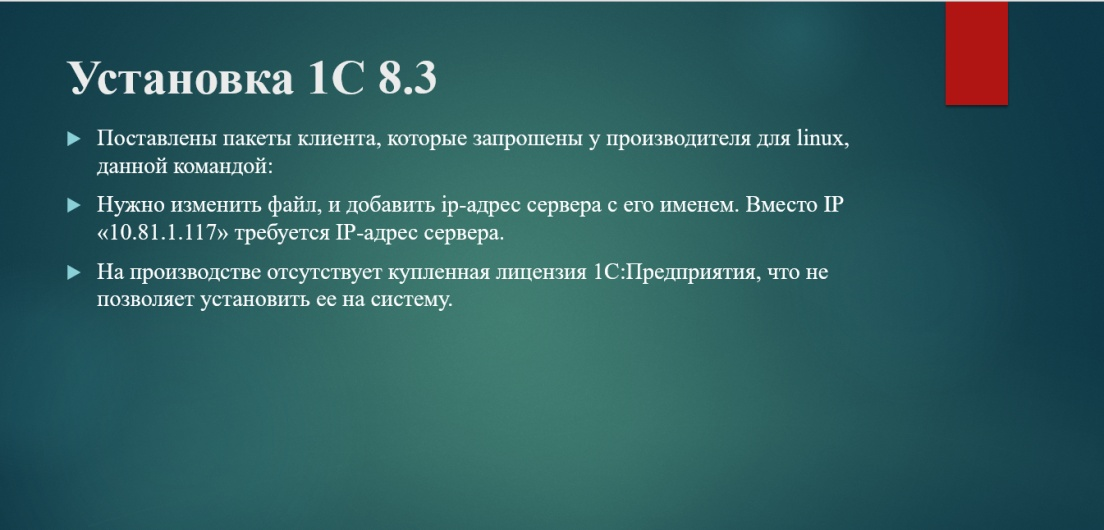 Установка 1С 8.3
Поставлены пакеты клиента, которые запрошены у производителя для linux,
данной командой:
Нужно изменить файл, и добавить ip-адрес сервера с его именем. Вместо IP
«10.81.1.117» требуется IP-адрес сервера.
На производстве отсутствует купленная лицензия 1С:Предприятия, что не
позволяет установить ее на систему.